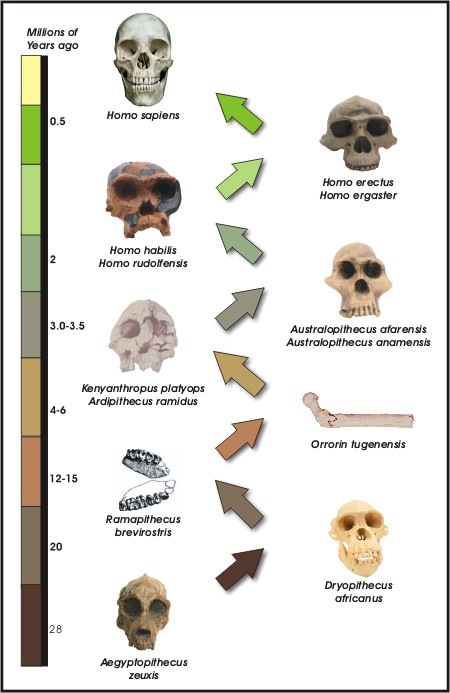 Millions of
Years ago
Homo sapiens
0.5
Homo erectus
Homo ergaster
Homo habilis
Homo rudolfensis
2
3.0-3.5
Australopithecus afarensis
Australopithecus anamensis
Kenyanthropus platyops
Ardipithecus ramidus
4-6
Orrorin tugenensis
12-15
Ramapithecus
brevirostris
20
Dryopithecus
africanus
28
Aegyptopithecus
zeuxis